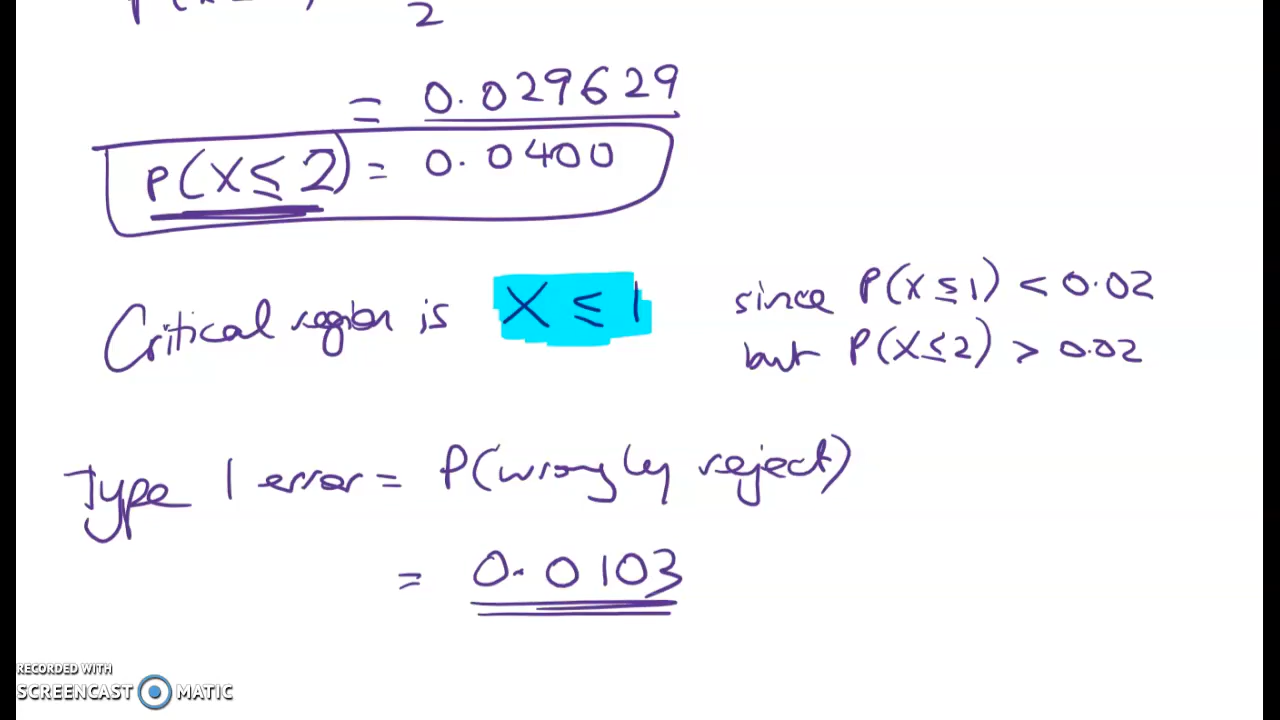 2
= 0.029629
P(X ≤ 2) = 0.0400
Critical region is X ≤ 1 since P(X ≤ 1) < 0.02
but P(X ≤ 2) > 0.02
Type 1 error = P(wrongly reject)
= 0.0103
RECORDED WITH
SCREENCAST MATIC